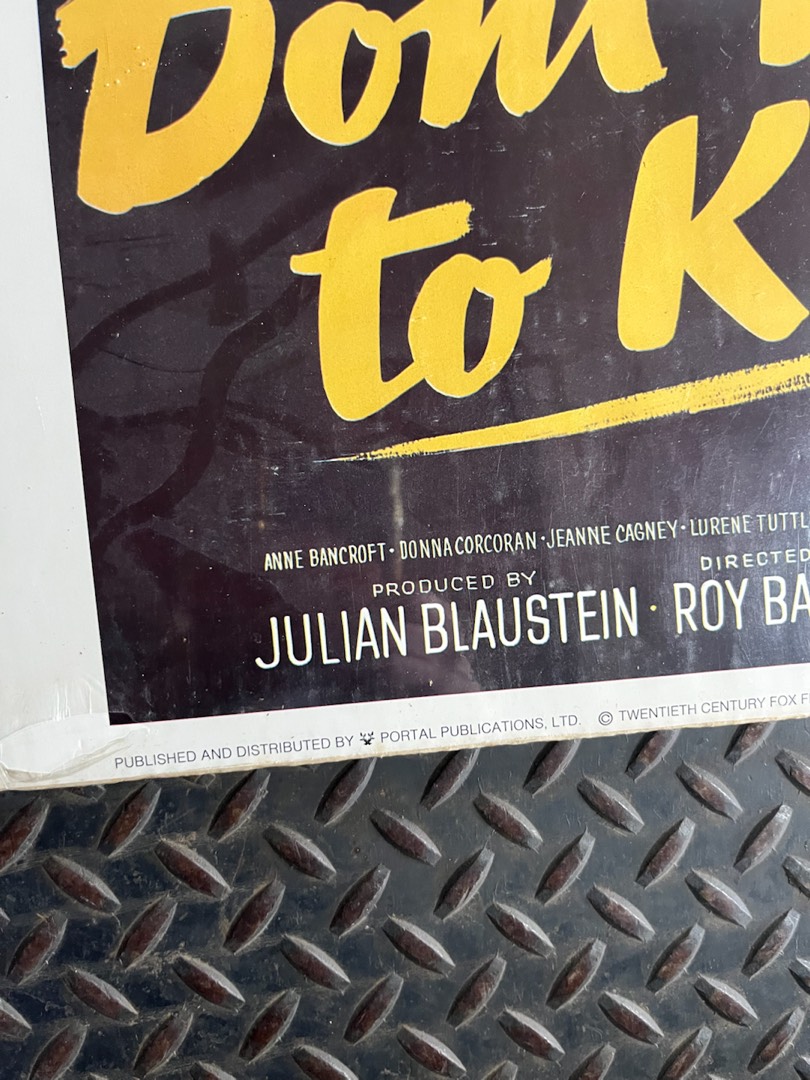 Don't
to K
ANNE BANCROFT · DONNA CORCORAN · JEANNE CAGNEY · LURENE TUTTL
PRODUCED BY DIRECTED
JULIAN BLAUSTEIN · ROY BA
PUBLISHED AND DISTRIBUTED BY PORTAL PUBLICATIONS, LTD. © TWENTIETH CENTURY FOX F